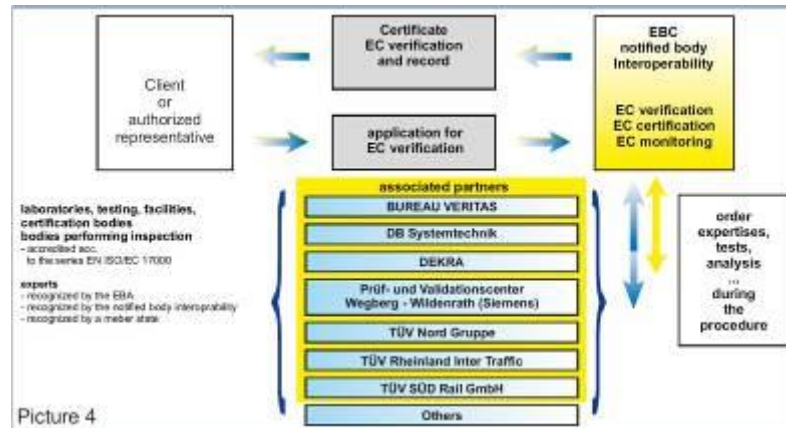 Certificate
EC verification
and record
EBC
notified body
Interoperability
EC verification
EC certification
EC monitoring
Client
or
authorized
representative
application for
EC verification
associated partners
BUREAU VERITAS
DB Systemtechnik
DEKRA
Prüf- und Validationscenter
Wegberg - Wildenrath (Siemens)
TÜV Nord Gruppe
TÜV Rheinland Inter Traffic
TÜV SÜD Rail GmbH
Others
laboratories, testing, facilities,
certification bodies
bodies performing inspection
- accredited acc.
to the series EN ISO/EC 17000
experts
- recognized by the EBA
- recognized by the notified body interoprability
- recognized by a meber state
order
expertises,
tests,
analysis
...
during
the
procedure
Picture 4